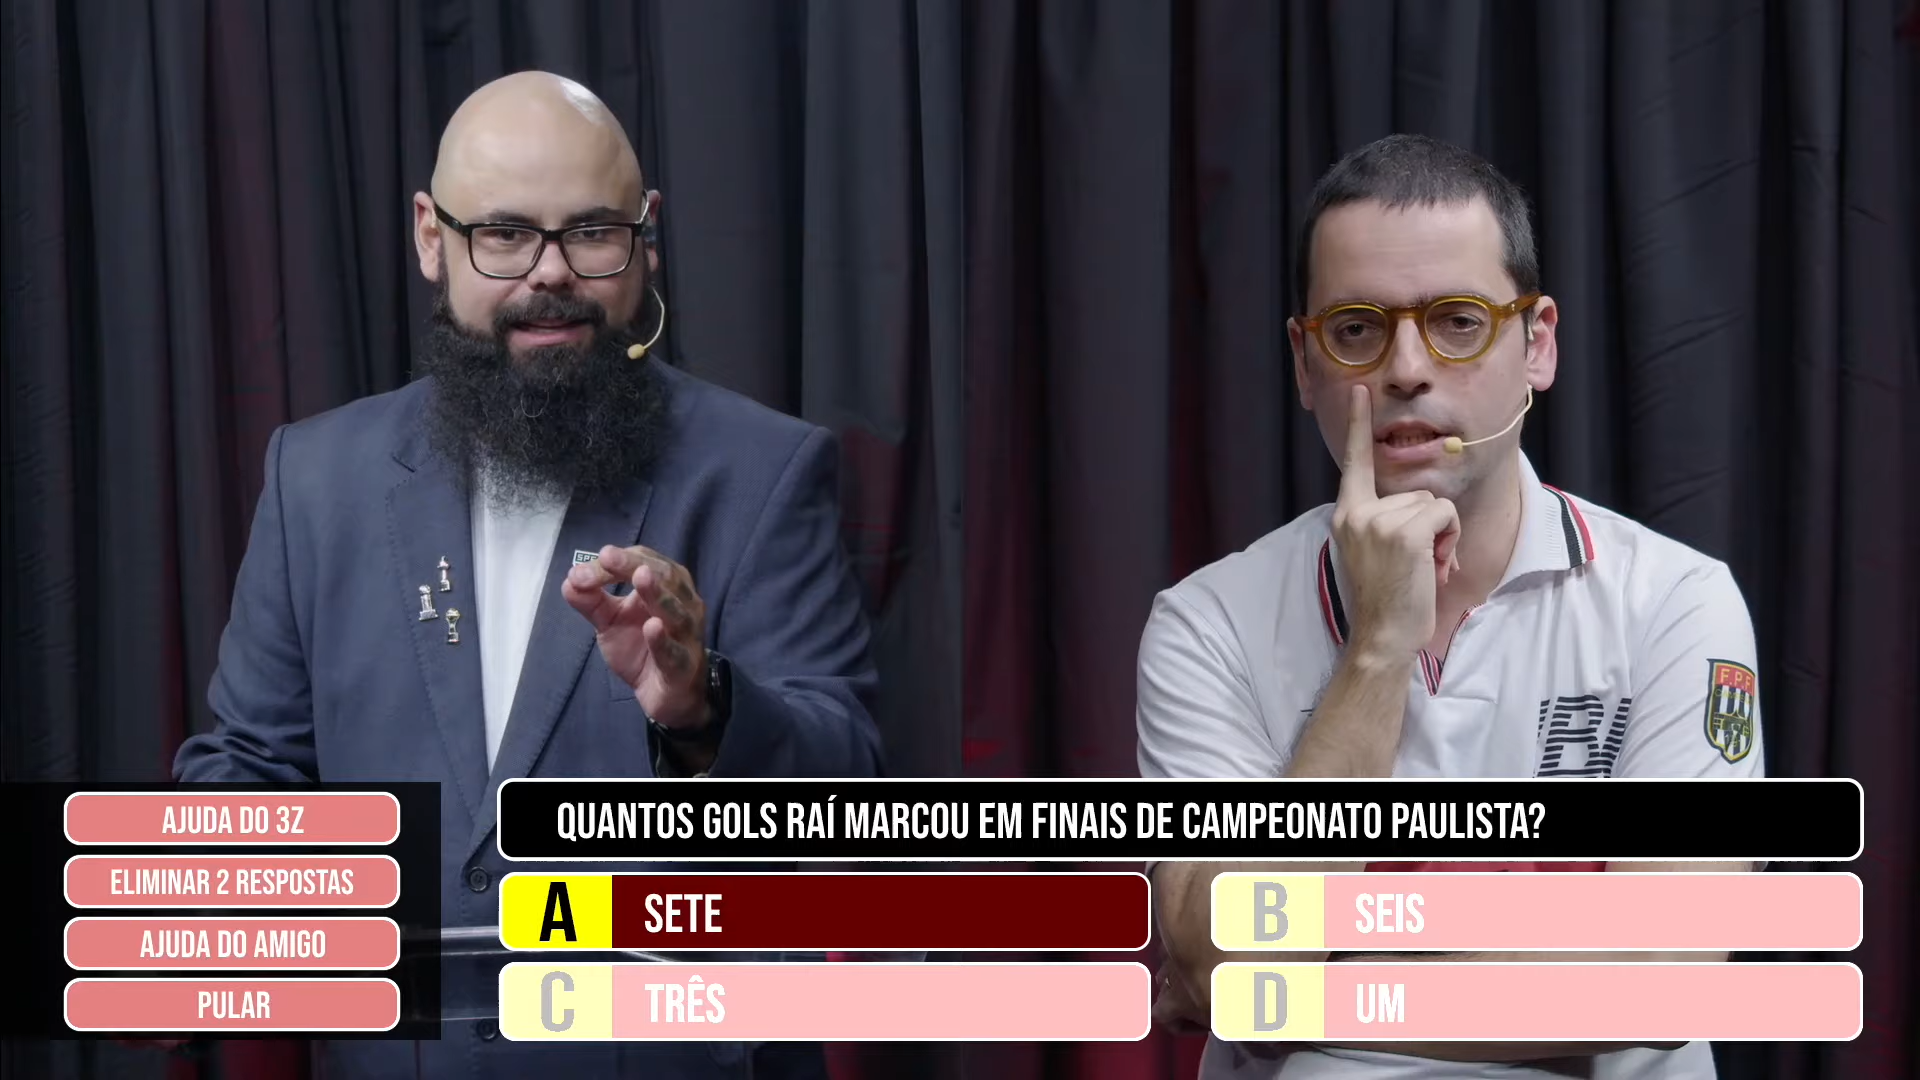 SPFC
F.P.F.
AJUDA DO 3Z
ELIMINAR 2 RESPOSTAS
AJUDA DO AMIGO
PULAR
QUANTOS GOLS RAÍ MARCOU EM FINAIS DE CAMPEONATO PAULISTA?
A SETE
B SEIS
C TRÊS
D UM